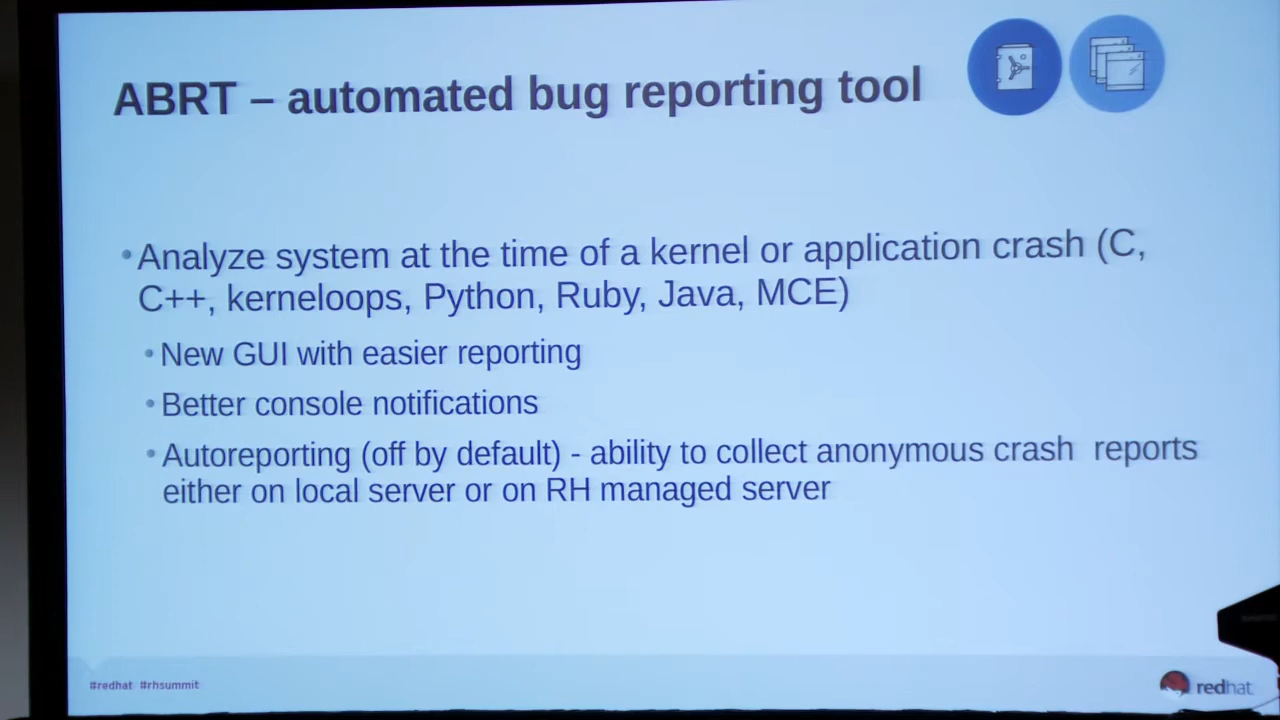 ABRT – automated bug reporting tool
•Analyze system at the time of a kernel or application crash (C,
C++, kerneloops, Python, Ruby, Java, MCE)
•New GUI with easier reporting
•Better console notifications
•Autoreporting (off by default) - ability to collect anonymous crash  reports
either on local server or on RH managed server
#redhat #rhsummit
redhat